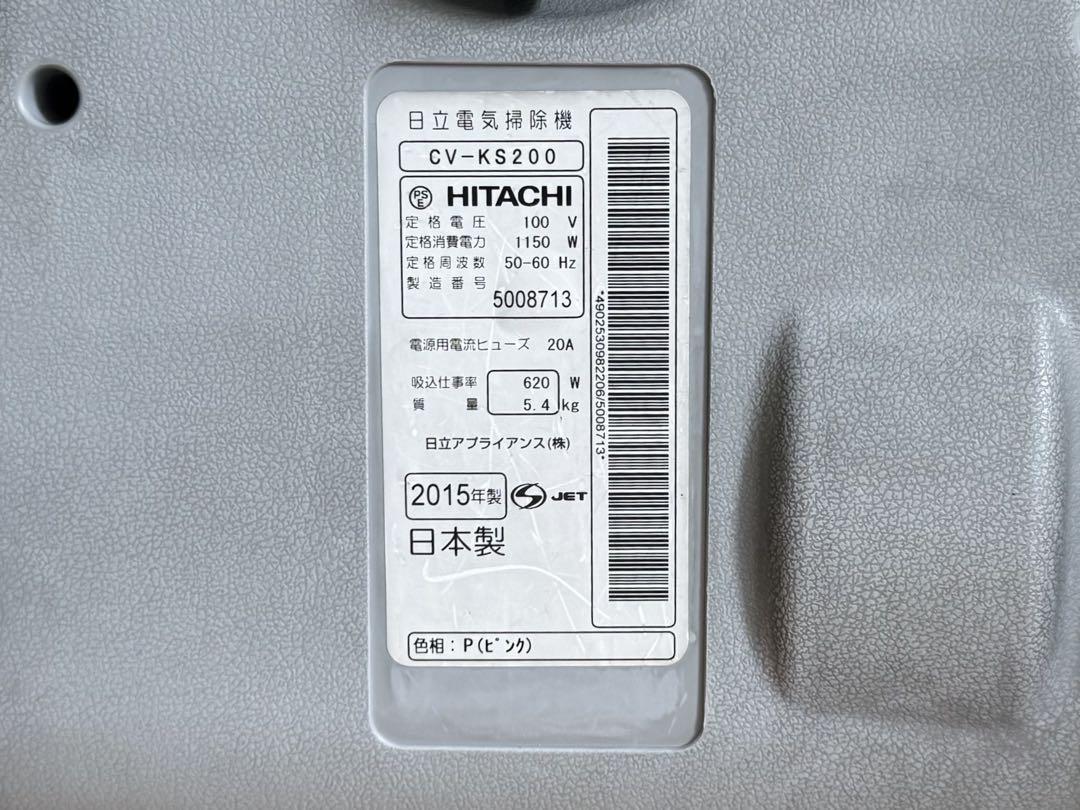 日立電気掃除機
CV-KS200
PS
E
HITACHI
定格電圧 100 V
定格消費電力 1150 W
定格周波数 50-60 Hz
製造番号
5008713
電源用電流ヒューズ 20A
吸込仕事率 620 W
質量 5.4 kg
日立アプライアンス(株)
2015年製
S JET
日本製
色相：P(ﾋﾟﾝｸ)
*4902530982206/5008713*